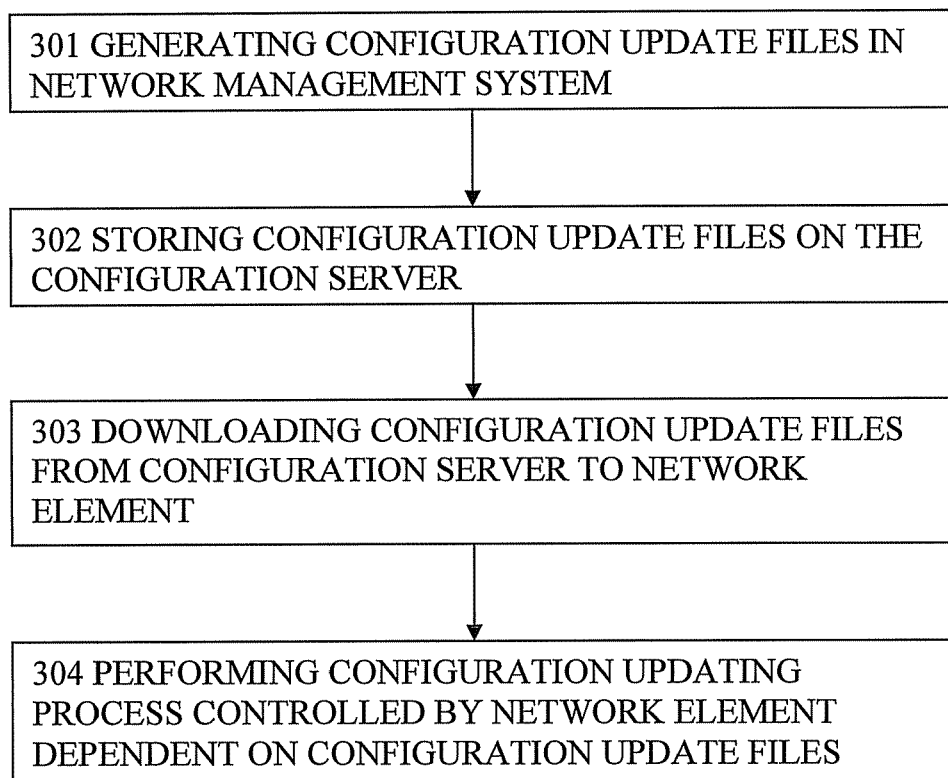 301 GENERATING CONFIGURATION UPDATE FILES IN
NETWORK MANAGEMENT SYSTEM
302 STORING CONFIGURATION UPDATE FILES ON THE
CONFIGURATION SERVER
303 DOWNLOADING CONFIGURATION UPDATE FILES
FROM CONFIGURATION SERVER TO NETWORK
ELEMENT
304 PERFORMING CONFIGURATION UPDATING
PROCESS CONTROLLED BY NETWORK ELEMENT
DEPENDENT ON CONFIGURATION UPDATE FILES